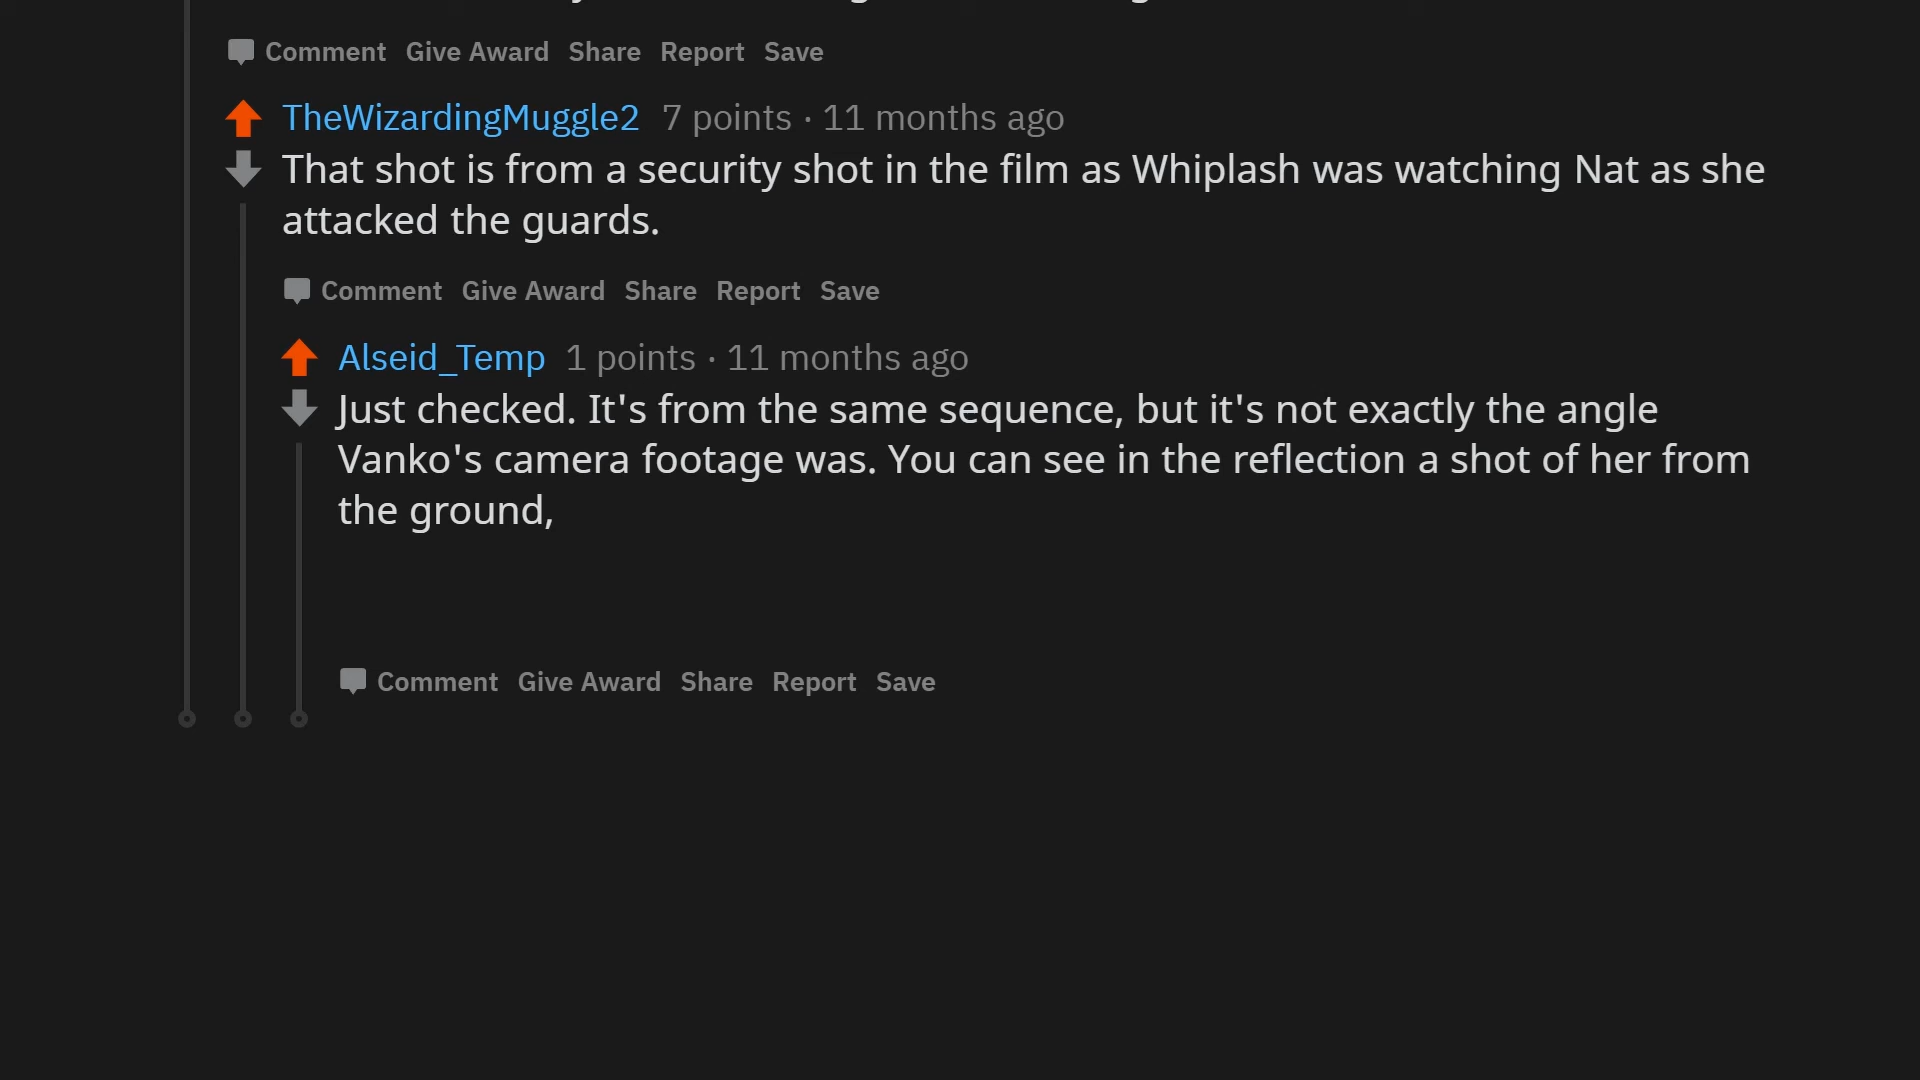 Comment Give Award Share Report Save
TheWizardingMuggle2 7 points · 11 months ago
That shot is from a security shot in the film as Whiplash was watching Nat as she
attacked the guards.
Comment Give Award Share Report Save
Alseid_Temp 1 points · 11 months ago
Just checked. It's from the same sequence, but it's not exactly the angle
Vanko's camera footage was. You can see in the reflection a shot of her from
the ground,
Comment Give Award Share Report Save